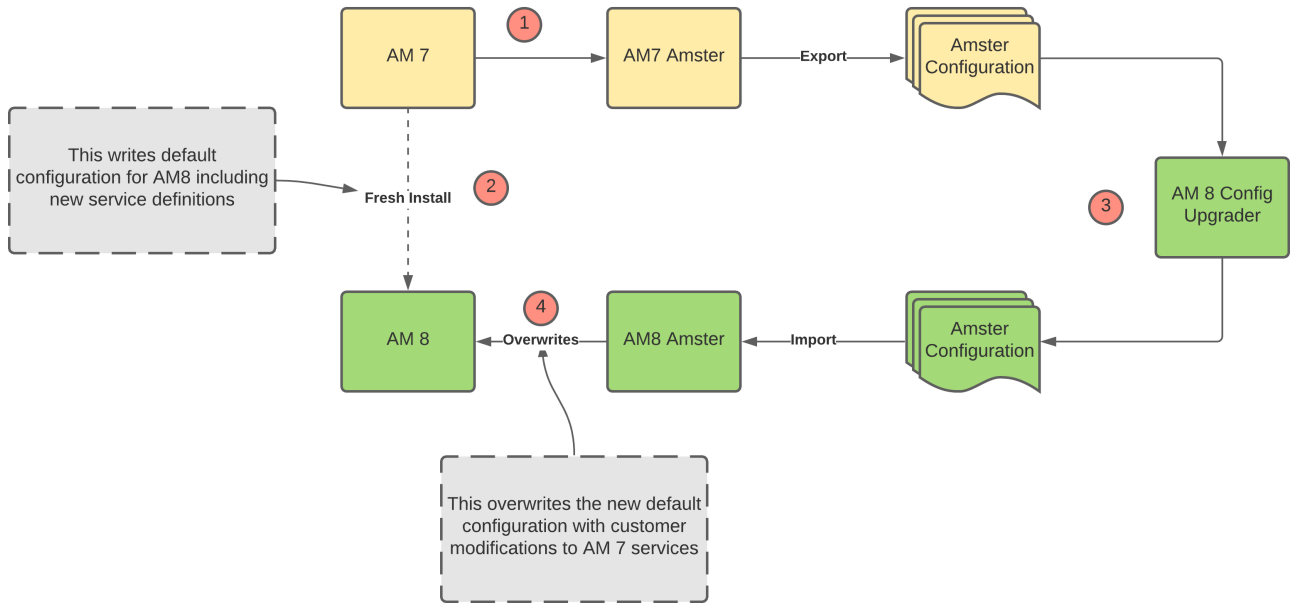 1
AM 7
AM7 Amster
Export
Amster
Configuration
This writes default
configuration for AM8 including
new service definitions
Fresh Install
2
3
AM 8 Config
Upgrader
4
AM 8
Overwrites
AM8 Amster
Import
Amster
Configuration
This overwrites the new default
configuration with customer
modifications to AM 7 services